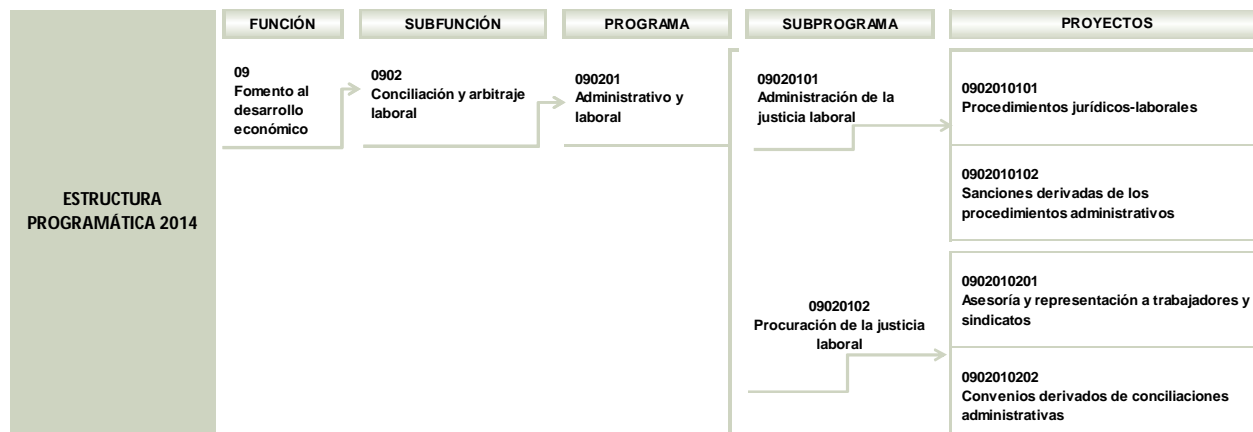 FUNCIÓN
SUBFUNCIÓN
PROGRAMA
SUBPROGRAMA
PROYECTOS
ESTRUCTURA
PROGRAMÁTICA 2014
09
Fomento al
desarrollo
económico
0902
Conciliación y arbitraje
laboral
090201
Administrativo y
laboral
09020101
Administración de la
justicia laboral
0902010101
Procedimientos jurídicos-laborales
0902010102
Sanciones derivadas de los
procedimientos administrativos
09020102
Procuración de la justicia
laboral
0902010201
Asesoría y representación a trabajadores y
sindicatos
0902010202
Convenios derivados de conciliaciones
administrativas